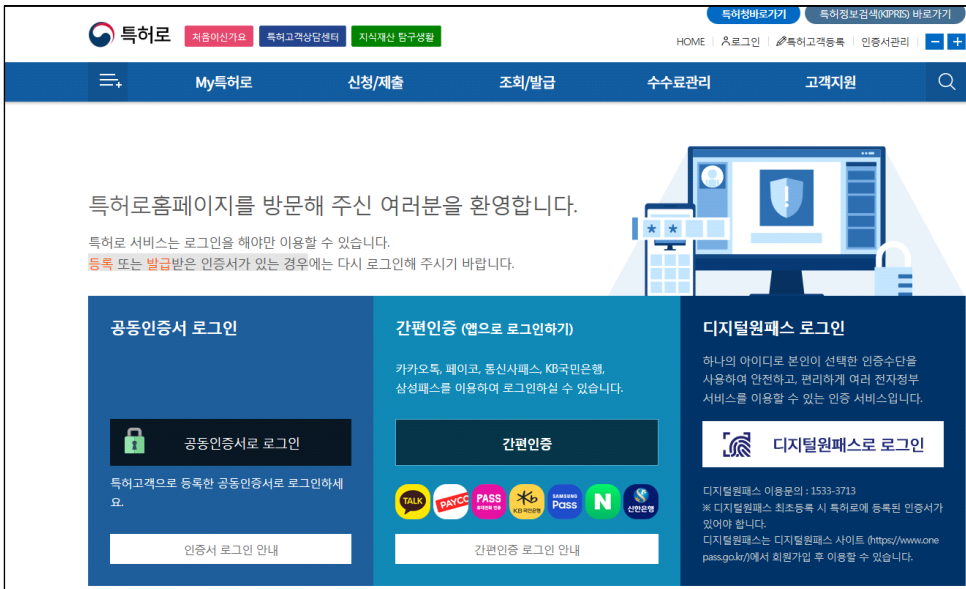 특허청바로가기 특허정보검색(KIPRIS) 바로가기
특허로 처음이신가요 특허고객상담센터 지식재산 탐구생활
HOME 로그인 특허고객등록 인증서관리
My특허로 신청/제출 조회/발급 수수료관리 고객지원
특허로홈페이지를 방문해 주신 여러분을 환영합니다.
특허로 서비스는 로그인을 해야만 이용할 수 있습니다.
등록 또는 발급받은 인증서가 있는 경우에는 다시 로그인해 주시기 바랍니다.
공동인증서 로그인
공동인증서로 로그인
특허고객으로 등록한 공동인증서로 로그인하세
요.
인증서 로그인 안내
간편인증 (앱으로 로그인하기)
카카오톡, 페이코, 통신사패스, KB국민은행,
삼성패스를 이용하여 로그인하실 수 있습니다.
간편인증
TALK PAYCO PASS KB국민은행 SAMSUNG Pass N 신한은행
간편인증 로그인 안내
디지털원패스 로그인
하나의 아이디로 본인이 선택한 인증수단을
사용하여 안전하고, 편리하게 여러 전자정부
서비스를 이용할 수 있는 인증 서비스입니다.
디지털원패스로 로그인
디지털원패스 이용문의 : 1533-3713
※ 디지털원패스 최초등록 시 특허로에 등록된 인증서가
있어야 합니다.
디지털원패스는 디지털원패스 사이트 (https://www.one
pass.go.kr/)에서 회원가입 후 이용할 수 있습니다.